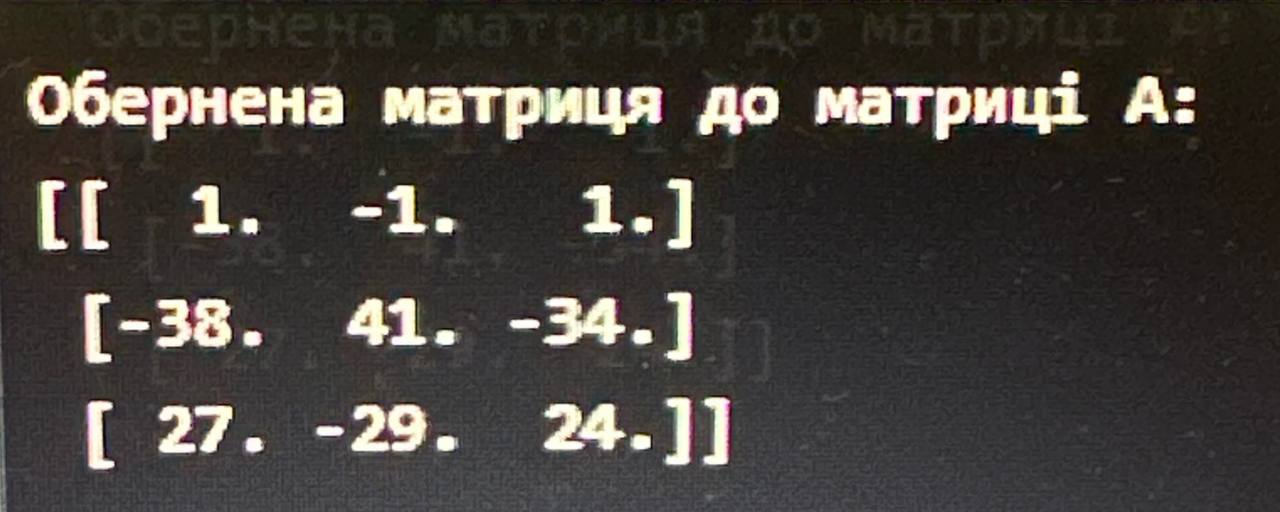 Обернена матриця до матриці А:
[[  1.  -1.   1.]
[-38.  41. -34.]
[ 27. -29.  24.]]